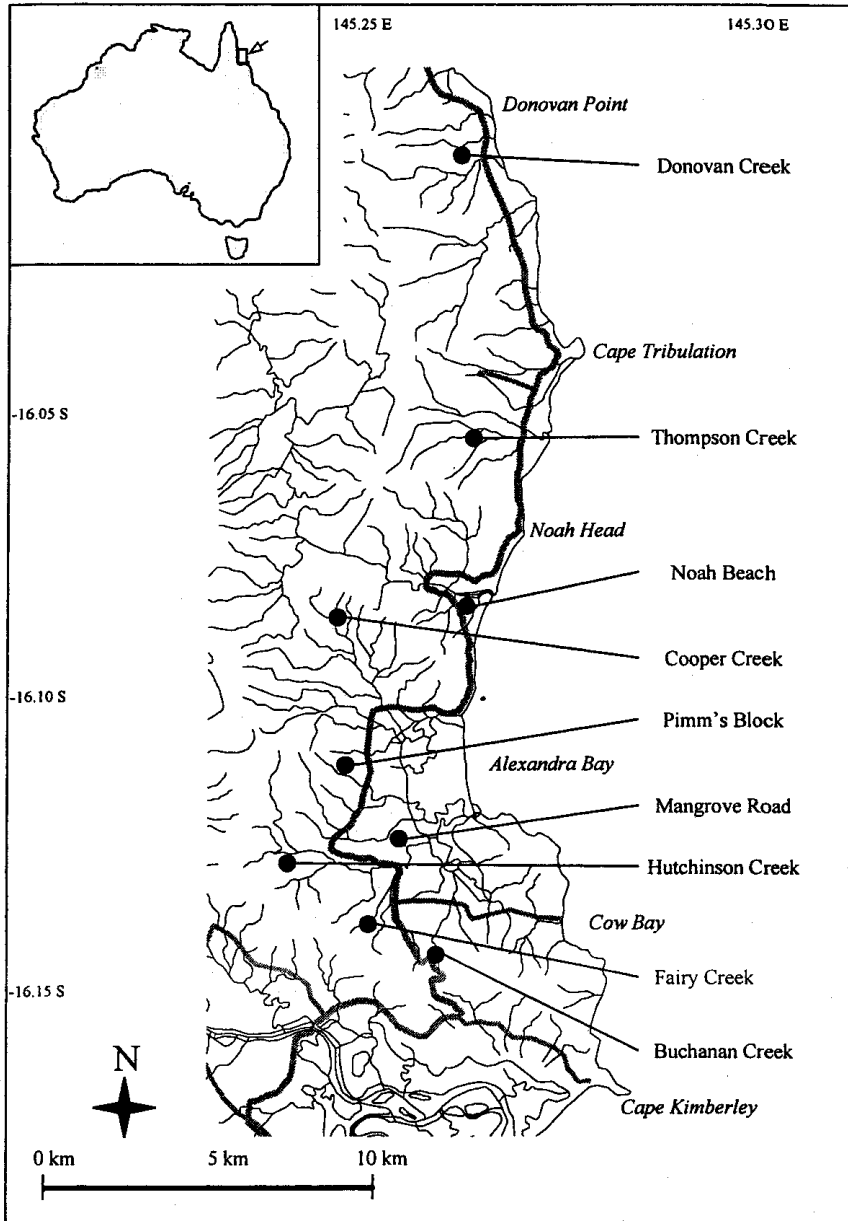 145.25 E
145.30 E
Donovan Point
Donovan Creek
Cape Tribulation
-16.05 S
Thompson Creek
Noah Head
Noah Beach
Cooper Creek
-16.10 S
Pimm's Block
Alexandra Bay
Mangrove Road
Hutchinson Creek
Cow Bay
Fairy Creek
-16.15 S
Buchanan Creek
N
Cape Kimberley
0 km
5 km
10 km